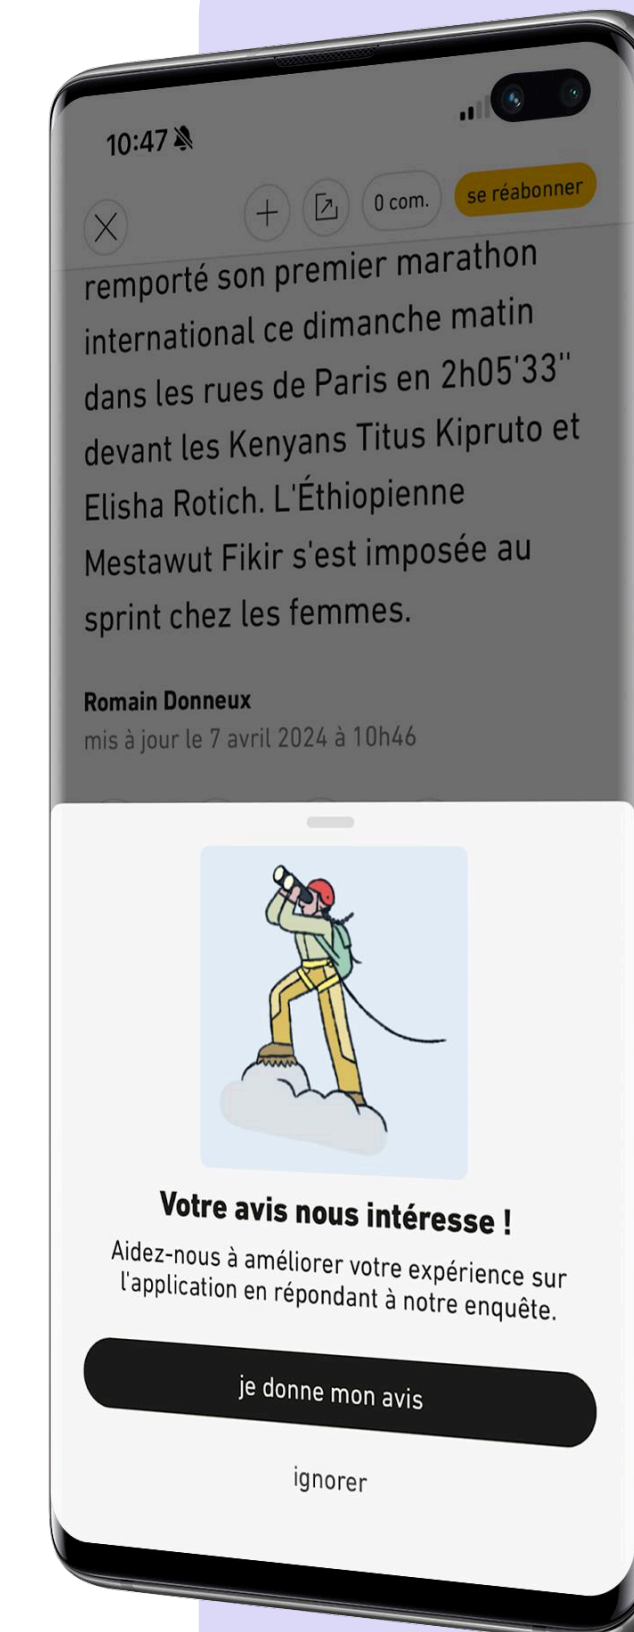 10:47
0 com.
se réabonner
remporté son premier marathon
international ce dimanche matin
dans les rues de Paris en 2h05'33"
devant les Kenyans Titus Kipruto et
Elisha Rotich. L'Éthiopienne
Mestawut Fikir s'est imposée au
sprint chez les femmes.
Romain Donneux
mis à jour le 7 avril 2024 à 10h46
Votre avis nous intéresse !
Aidez-nous à améliorer votre expérience sur
l'application en répondant à notre enquête.
je donne mon avis
ignorer